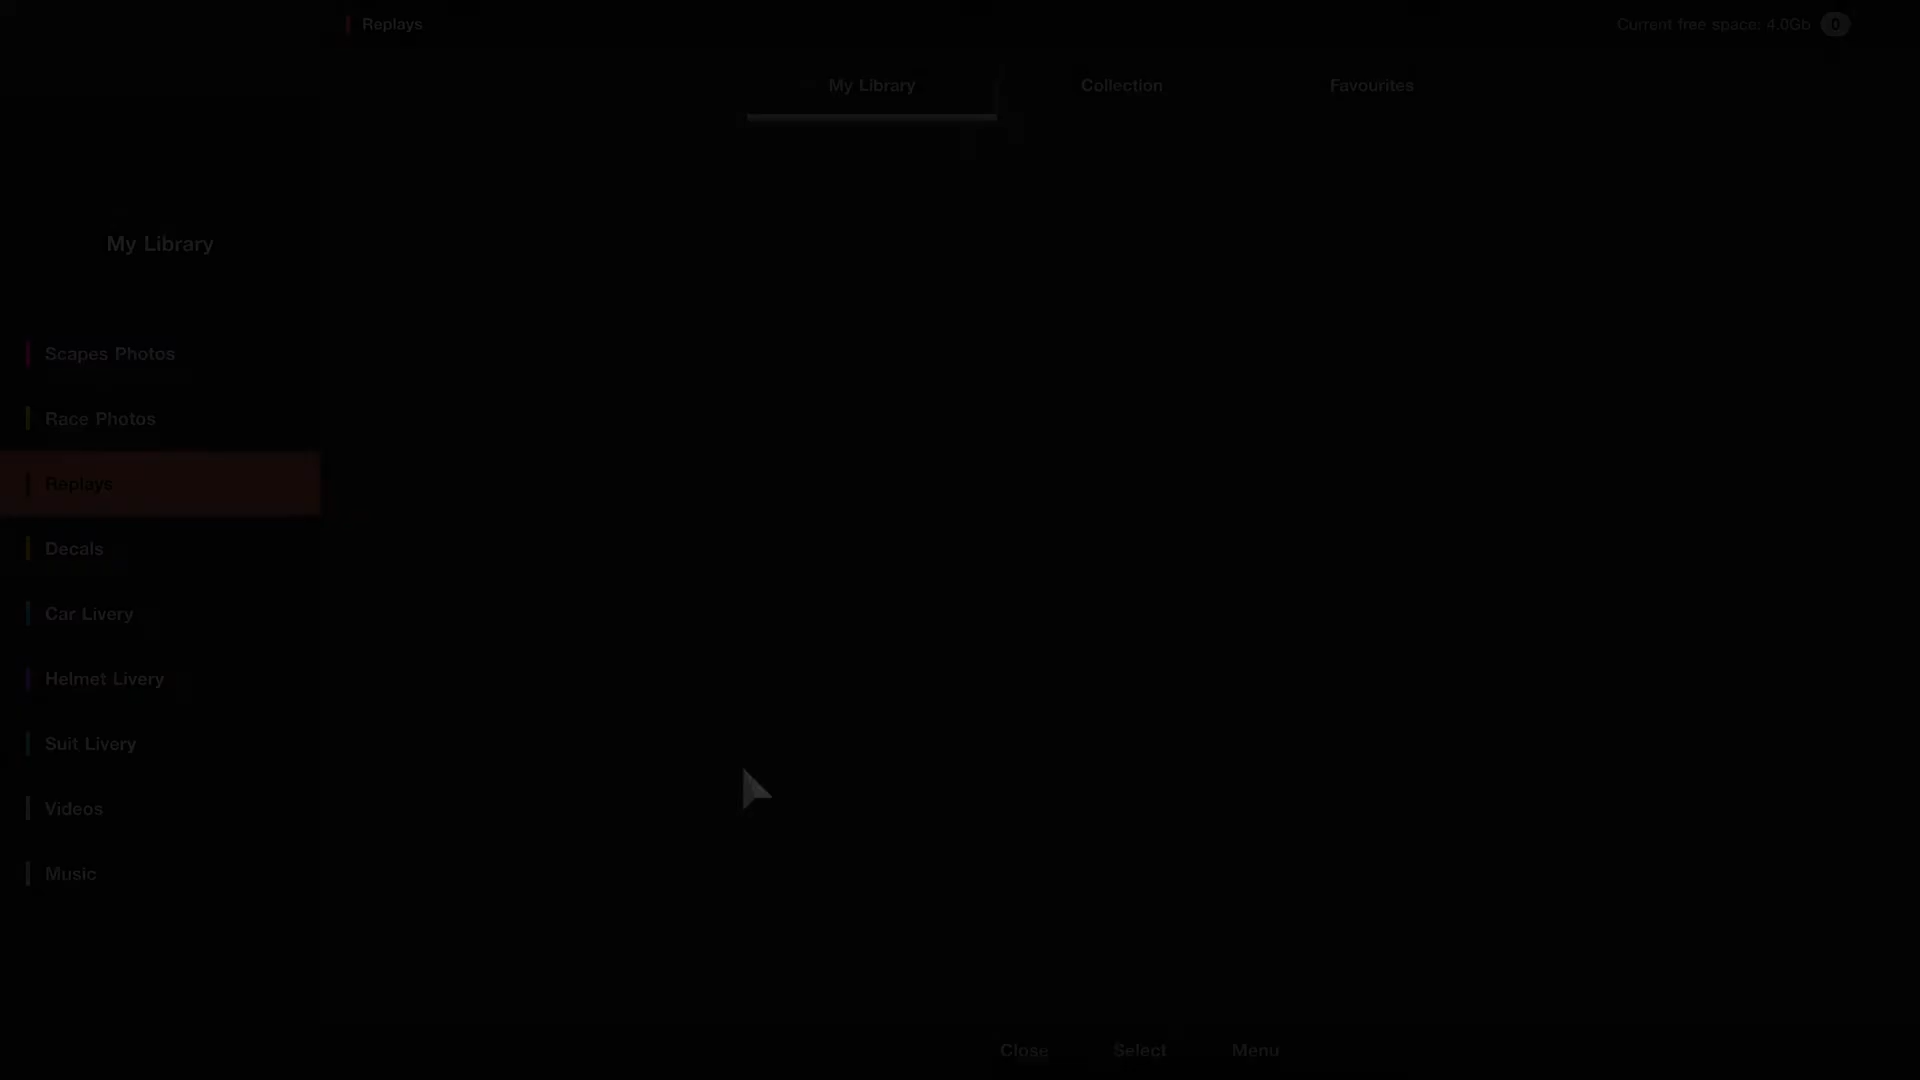 Replays
Current free space: 4.0Gb 0
My Library
Collection
Favourites
My Library
Scapes Photos
Race Photos
Replays
Decals
Car Livery
Helmet Livery
Suit Livery
Videos
Music
Close
Select
Menu